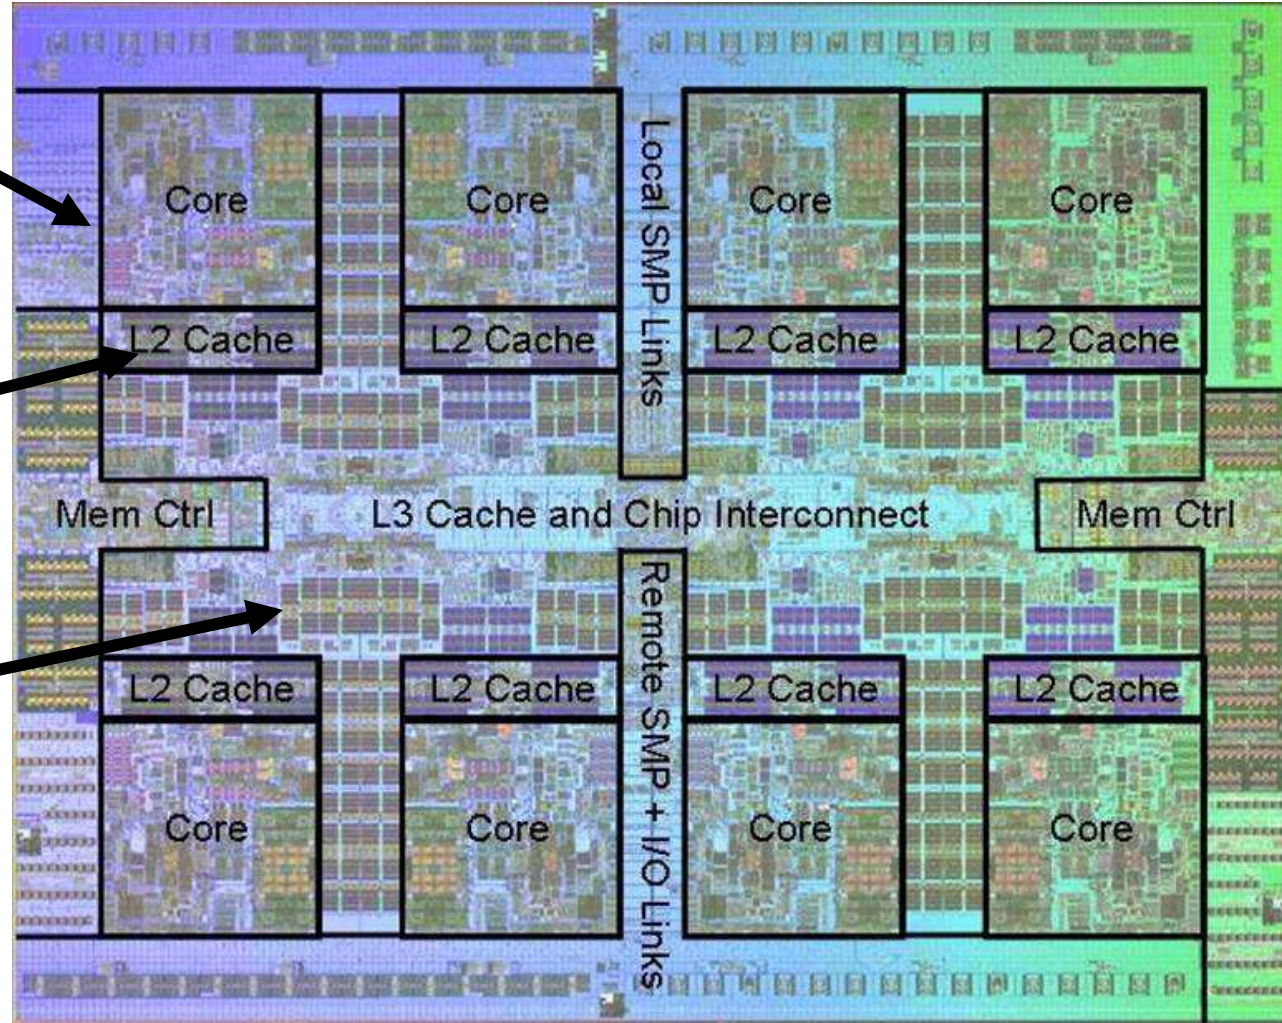 Core
Core
Core
Core
Local SMP Links
L2 Cache
L2 Cache
L2 Cache
L2 Cache
Mem Ctrl
L3 Cache and Chip Interconnect
Mem Ctrl
Remote SMP + I/O Links
L2 Cache
L2 Cache
L2 Cache
L2 Cache
Core
Core
Core
Core